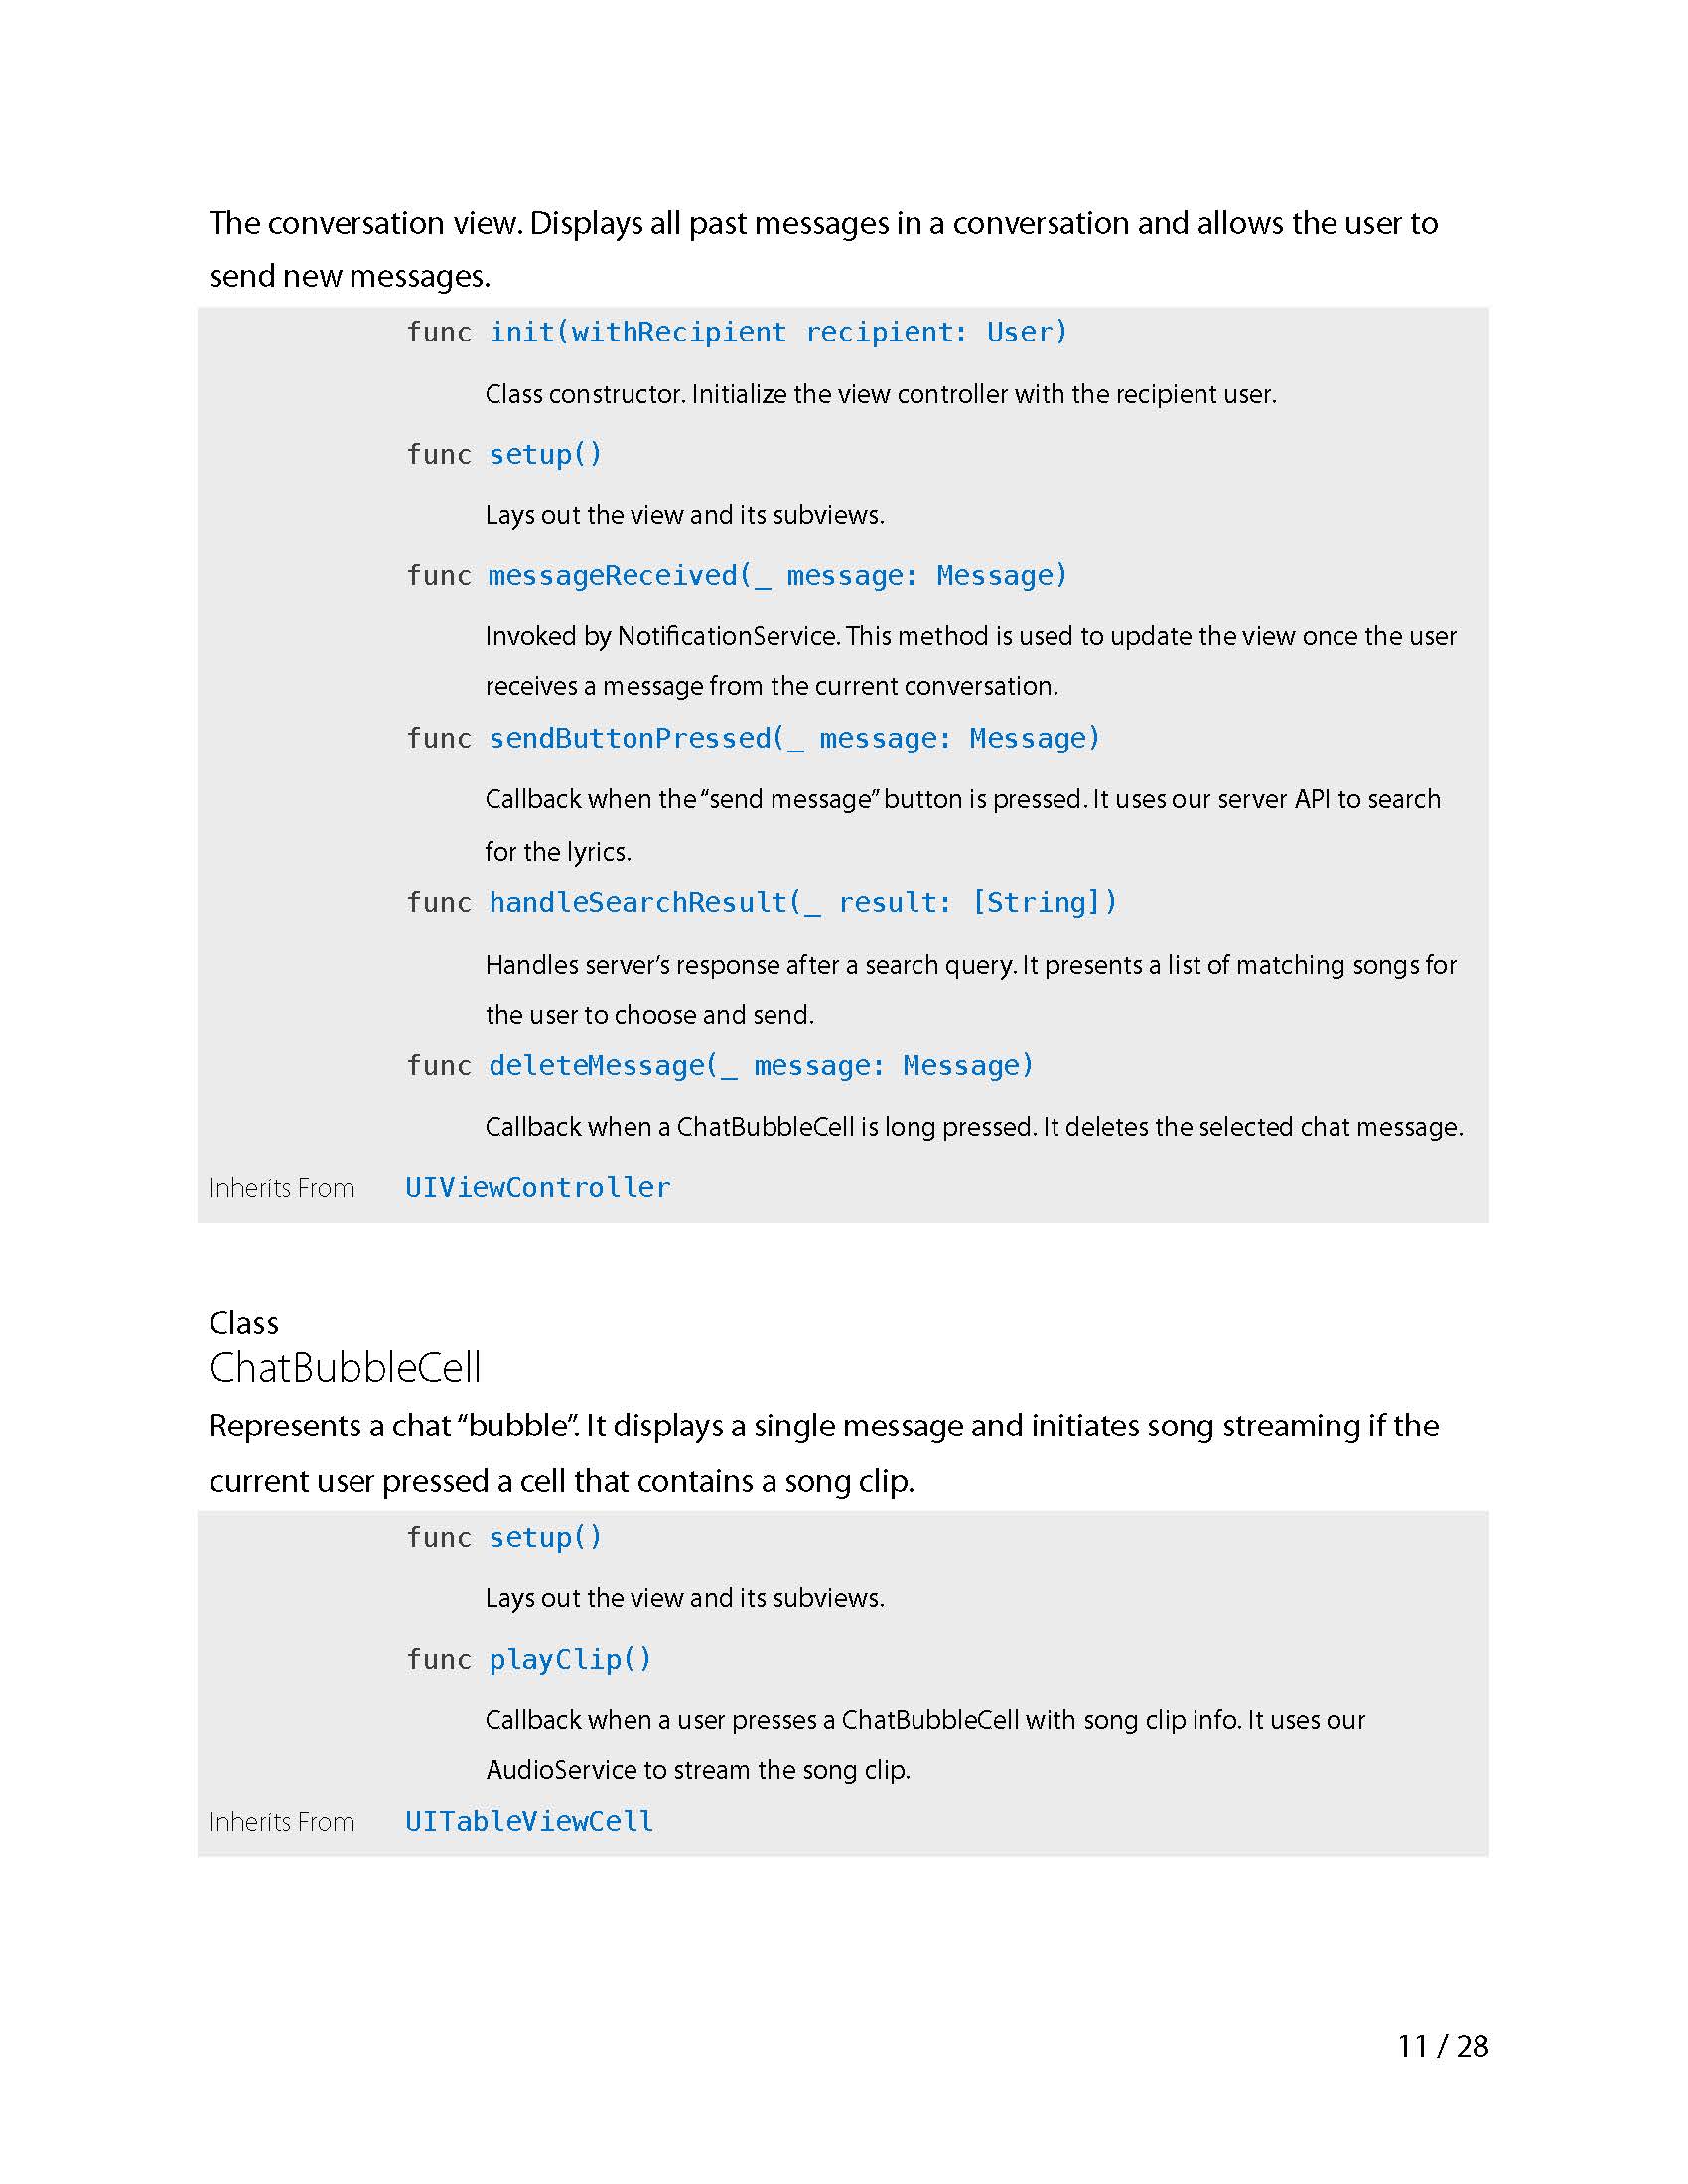 The conversation view. Displays all past messages in a conversation and allows the user to
send new messages.
func init(withRecipient recipient: User)
Class constructor. Initialize the view controller with the recipient user.
func setup()
Lays out the view and its subviews.
func messageReceived(_ message: Message)
Invoked by NotificationService. This method is used to update the view once the user
receives a message from the current conversation.
func sendButtonPressed(_ message: Message)
Callback when the “send message” button is pressed. It uses our server API to search
for the lyrics.
func handleSearchResult(_ result: [String])
Handles server’s response after a search query. It presents a list of matching songs for
the user to choose and send.
func deleteMessage(_ message: Message)
Callback when a ChatBubbleCell is long pressed. It deletes the selected chat message.
Inherits From UIViewController
Class
ChatBubbleCell
Represents a chat “bubble”. It displays a single message and initiates song streaming if the
current user pressed a cell that contains a song clip.
func setup()
Lays out the view and its subviews.
func playClip()
Callback when a user presses a ChatBubbleCell with song clip info. It uses our
AudioService to stream the song clip.
Inherits From UITableViewCell
11 / 28